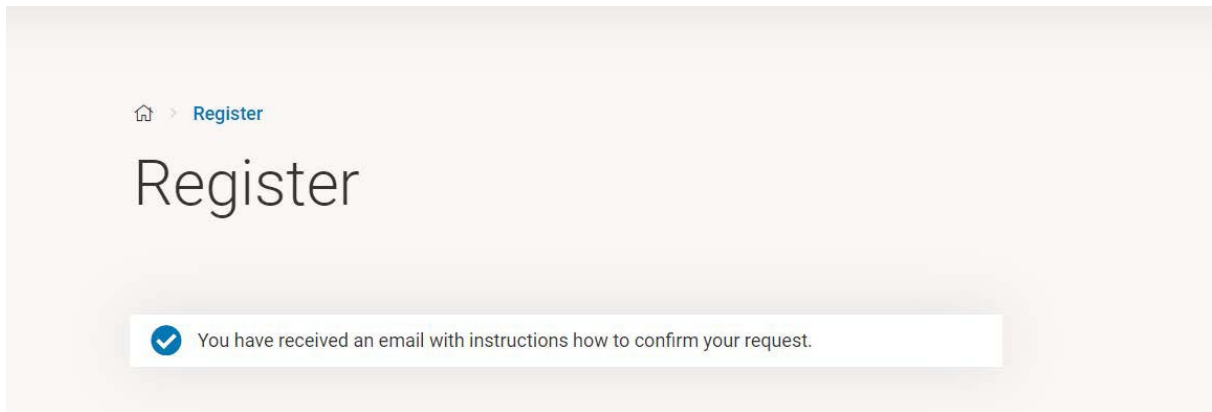 Register
Register
You have received an email with instructions how to confirm your request.